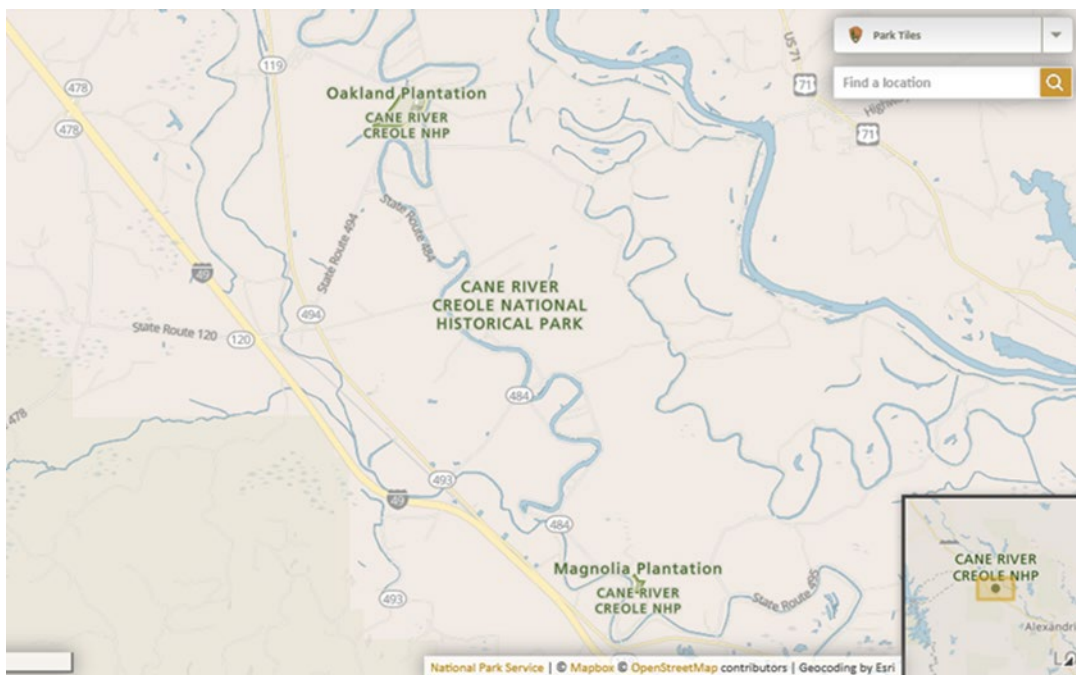 Park Tiles
Find a location
US 71
71
Highway
71
119
478
478
Oakland Plantation
CANE RIVER
CREOLE NHP
State Route 484
State Route 494
49
CANE RIVER
CREOLE NATIONAL
HISTORICAL PARK
494
State Route 120
120
484
478
493
49
484
Magnolia Plantation
CANE RIVER
CREOLE NHP
State Route 495
493
49
CANE RIVER
CREOLE NHP
Alexandri
National Park Service | © Mapbox © OpenStreetMap contributors | Geocoding by Esri